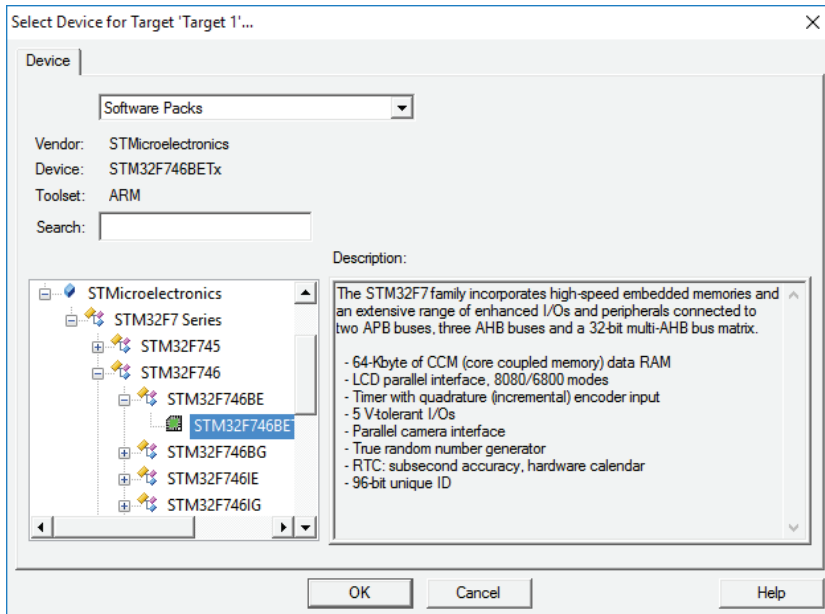 Select Device for Target 'Target 1'...
Device
Software Packs
Vendor: STMicroelectronics
Device: STM32F746BETx
Toolset: ARM
Search:
Description:
STMicroelectronics
STM32F7 Series
STM32F745
STM32F746
STM32F746BE
STM32F746BET
STM32F746BG
STM32F746IE
STM32F746IG
The STM32F7 family incorporates high-speed embedded memories and
an extensive range of enhanced I/Os and peripherals connected to
two APB buses, three AHB buses and a 32-bit multi-AHB bus matrix.
- 64-Kbyte of CCM (core coupled memory) data RAM
- LCD parallel interface, 8080/6800 modes
- Timer with quadrature (incremental) encoder input
- 5 V-tolerant I/Os
- Parallel camera interface
- True random number generator
- RTC: subsecond accuracy, hardware calendar
- 96-bit unique ID
OK
Cancel
Help